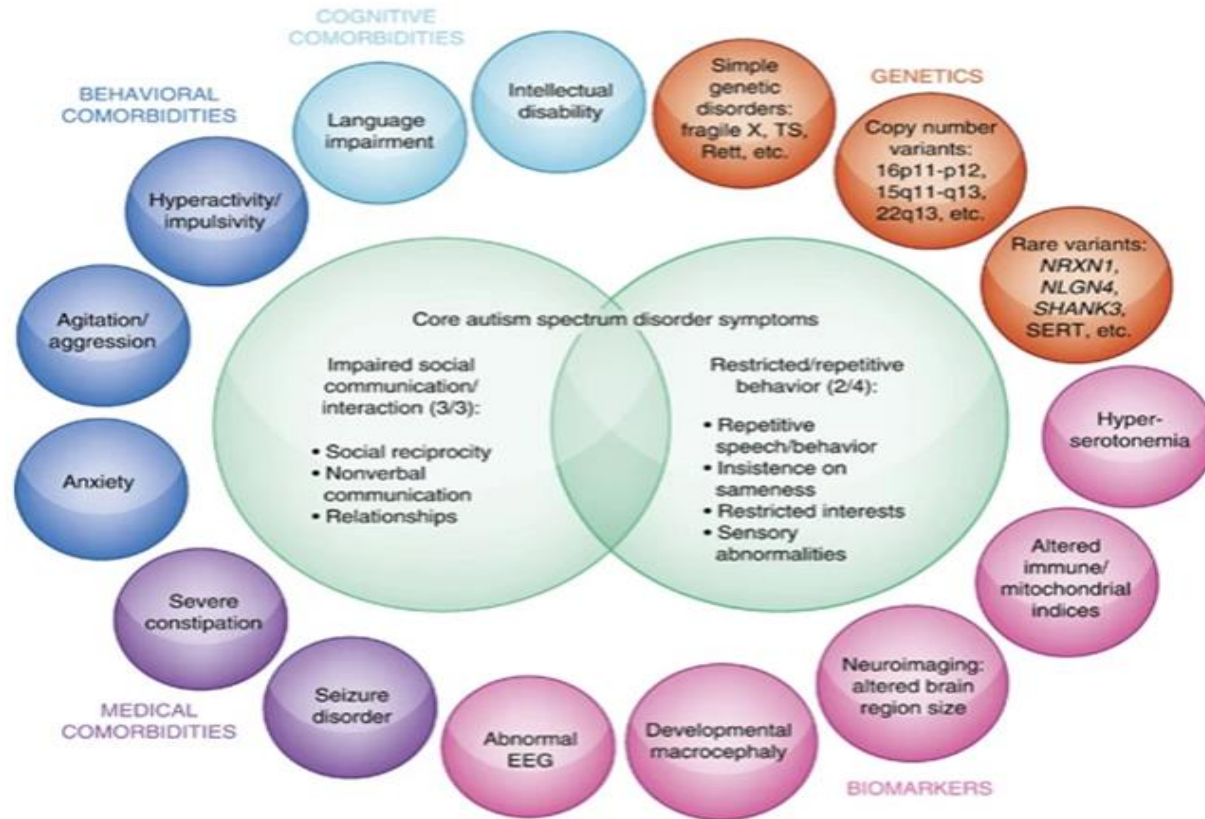 COGNITIVE
COMORBIDITIES
BEHAVIORAL
COMORBIDITIES
Language
impairment
Intellectual
disability
Simple
genetic
disorders:
fragile X, TS,
Rett, etc.
GENETICS
Copy number
variants:
16p11-p12,
15q11-q13,
22q13, etc.
Hyperactivity/
impulsivity
Rare variants:
NRXN1,
NLGN4,
SHANK3,
SERT, etc.
Agitation/
aggression
Core autism spectrum disorder symptoms
Impaired social
communication/
interaction (3/3):
• Social reciprocity
• Nonverbal
communication
• Relationships
Restricted/repetitive
behavior (2/4):
• Repetitive
speech/behavior
• Insistence on
sameness
• Restricted interests
• Sensory
abnormalities
Hyper-
serotonemia
Anxiety
Altered
immune/
mitochondrial
indices
Severe
constipation
Neuroimaging:
altered brain
region size
MEDICAL
COMORBIDITIES
Seizure
disorder
Abnormal
EEG
Developmental
macrocephaly
BIOMARKERS